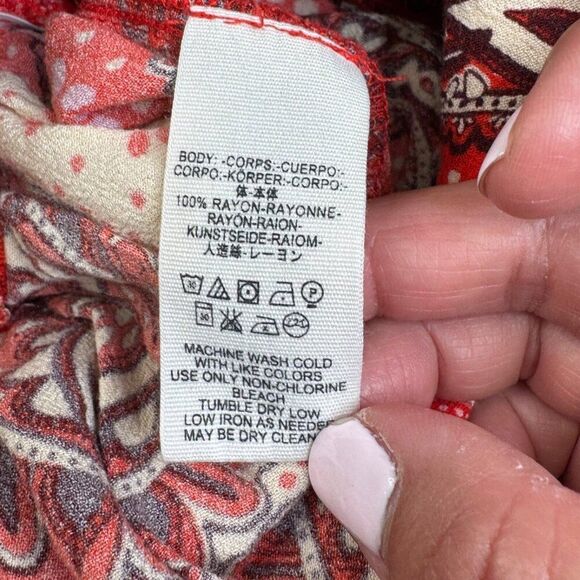 BODY: -CORPS-CUERPO:-
CORPO:-KÖRPER-CORPO:-
体-本体
100% RAYON-RAYONNE-
RAYÓN-RAION-
KUNSTSEIDE-RAIOM-
人造絲-レーヨン
MACHINE WASH COLD
WITH LIKE COLORS
USE ONLY NON-CHLORINE
BLEACH
TUMBLE DRY LOW
LOW IRON AS NEEDED
MAY BE DRY CLEAN